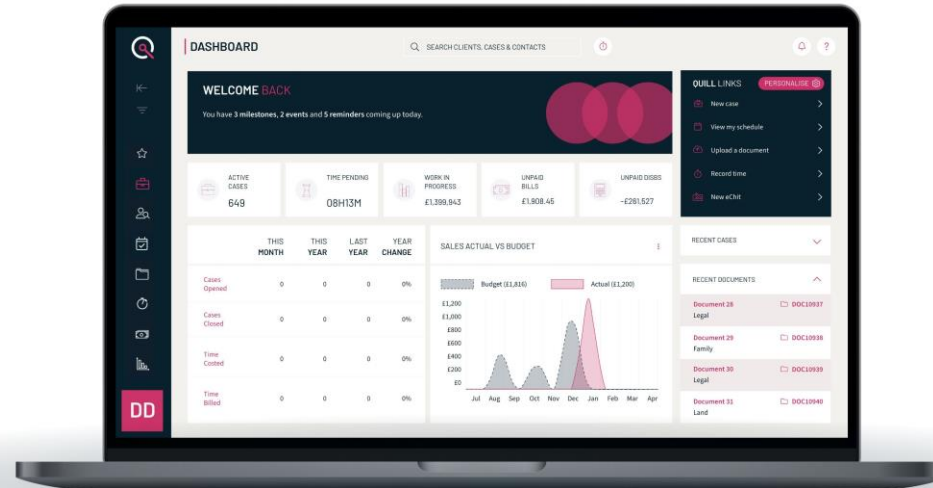 DASHBOARD
SEARCH CLIENTS, CASES & CONTACTS
?
WELCOME BACK
You have 3 milestones, 2 events and 5 reminders coming up today.
QUILL LINKS
PERSONALISE
New case
View my schedule
Upload a document
Record time
New eChit
ACTIVE
CASES
649
TIME PENDING
08H13M
WORK IN
PROGRESS
£1,399,943
UNPAID
BILLS
£1,908.45
UNPAID DISBS
-£261,527
THIS MONTH THIS YEAR LAST YEAR YEAR CHANGE
Cases
Opened 0 0 0 0%
Cases
Closed 0 0 0 0%
Time
Costed 0 0 0 0%
Time
Billed 0 0 0 0%
SALES ACTUAL VS BUDGET
Budget (£1,816) Actual (£1,200)
£1,200
£1,000
£800
£600
£400
£200
£0
Jul Aug Sep Oct Nov Dec Jan Feb Mar Apr
RECENT CASES
RECENT DOCUMENTS
Document 28 DOC10937
Legal
Document 29 DOC10938
Family
Document 30 DOC10939
Legal
Document 31 DOC10940
Land
DD